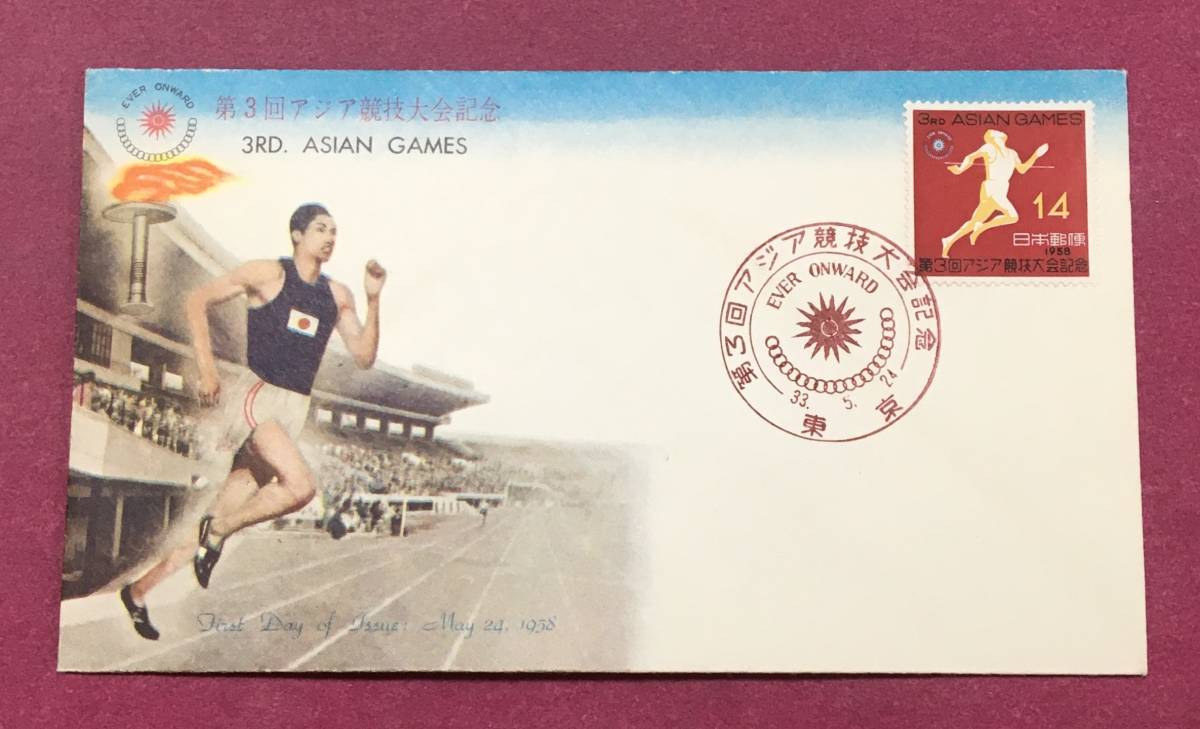 EVER ONWARD
第3回アジア競技大会記念
3RD. ASIAN GAMES
3RD ASIAN GAMES
14
日本郵便
1958
第3回アジア競技大会記念
第3回アジア競技大会記念
EVER ONWARD
33. 5. 24
東京
First Day of Issue: May 24, 1958